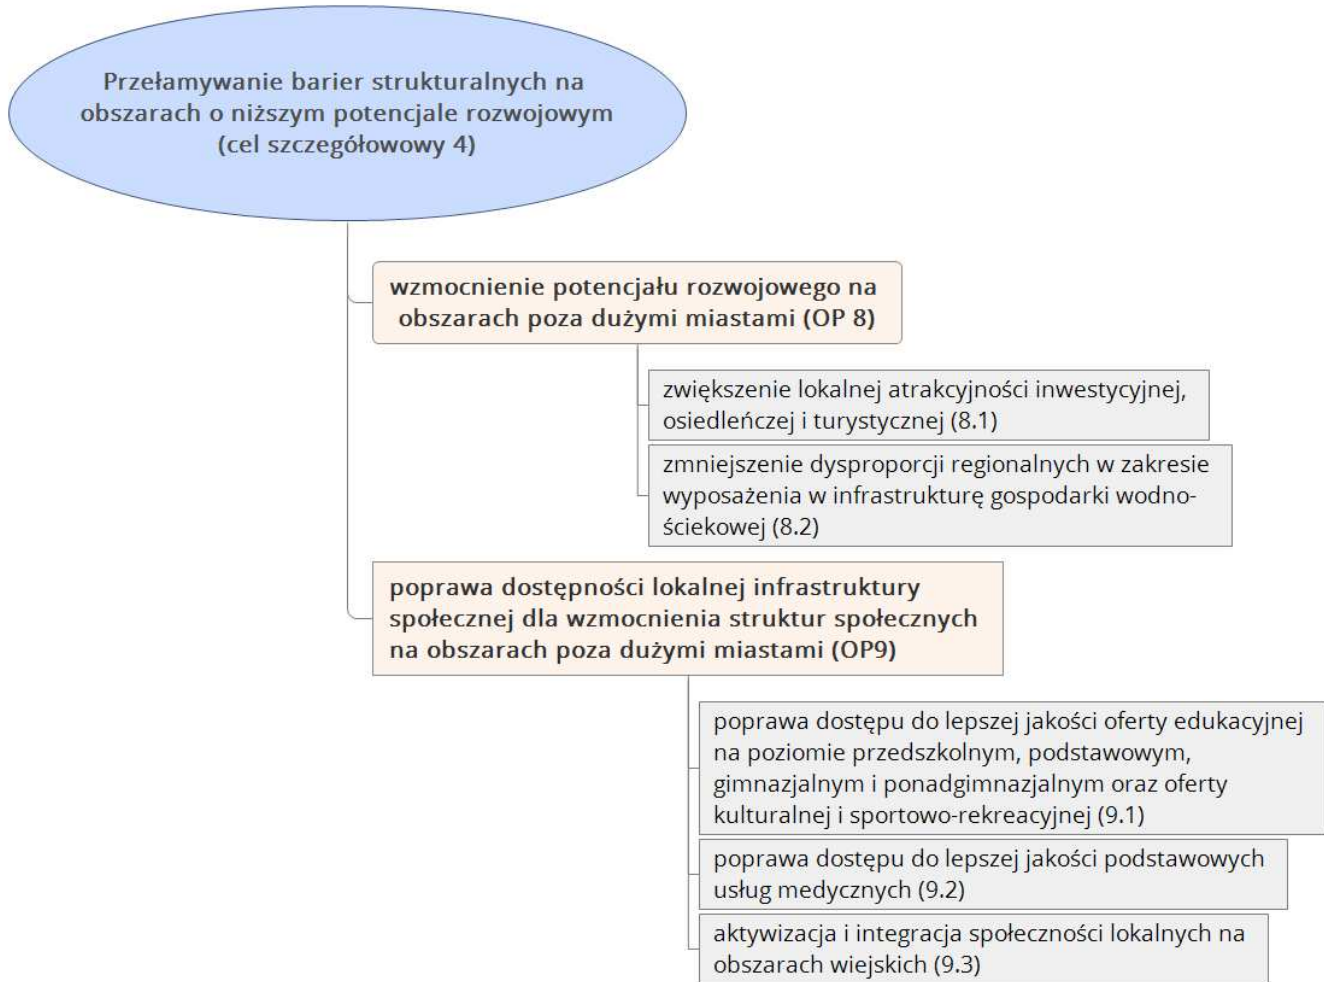 Przełamywanie barier strukturalnych na
obszarach o niższym potencjale rozwojowym
(cel szczegółowowy 4)
wzmocnienie potencjału rozwojowego na
obszarach poza dużymi miastami (OP 8)
zwiększenie lokalnej atrakcyjności inwestycyjnej,
osiedleńczej i turystycznej (8.1)
zmniejszenie dysproporcji regionalnych w zakresie
wyposażenia w infrastrukturę gospodarki wodno-
ściekowej (8.2)
poprawa dostępności lokalnej infrastruktury
społecznej dla wzmocnienia struktur społecznych
na obszarach poza dużymi miastami (OP9)
poprawa dostępu do lepszej jakości oferty edukacyjnej
na poziomie przedszkolnym, podstawowym,
gimnazjalnym i ponadgimnazjalnym oraz oferty
kulturalnej i sportowo-rekreacyjnej (9.1)
poprawa dostępu do lepszej jakości podstawowych
usług medycznych (9.2)
aktywizacja i integracja społeczności lokalnych na
obszarach wiejskich (9.3)